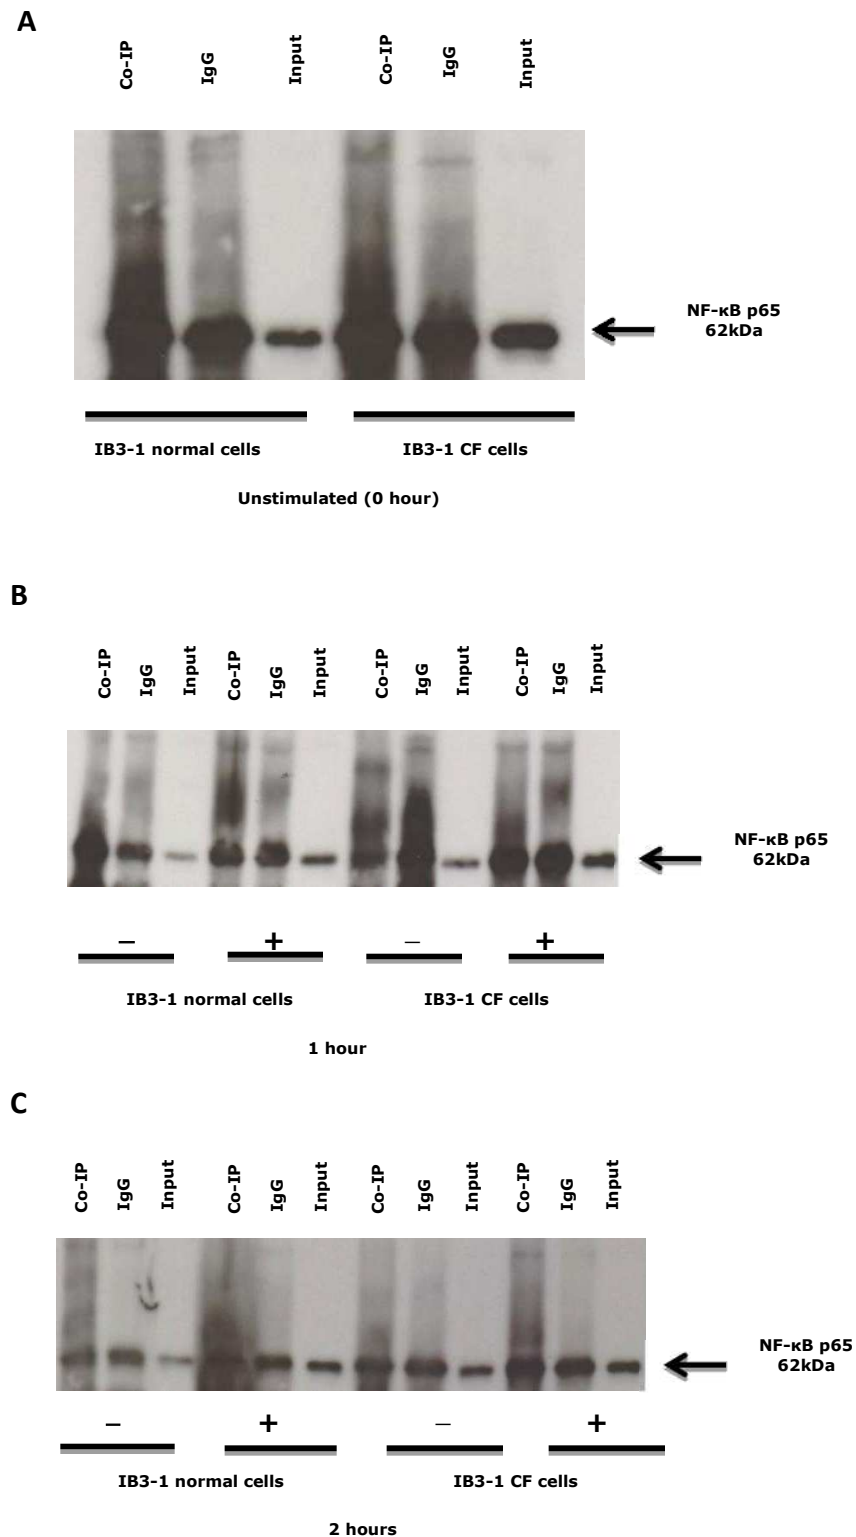 A
Co-IP
IgG
Input
Co-IP
IgG
Input
NF-κB p65
62kDa
IB3-1 normal cells
IB3-1 CF cells
Unstimulated (0 hour)
B
Co-IP
IgG
Input
Co-IP
IgG
Input
Co-IP
IgG
Input
Co-IP
IgG
Input
NF-κB p65
62kDa
– + – +
IB3-1 normal cells
IB3-1 CF cells
1 hour
C
Co-IP
IgG
Input
Co-IP
IgG
Input
Co-IP
IgG
Input
Co-IP
IgG
Input
NF-κB p65
62kDa
– + – +
IB3-1 normal cells
IB3-1 CF cells
2 hours